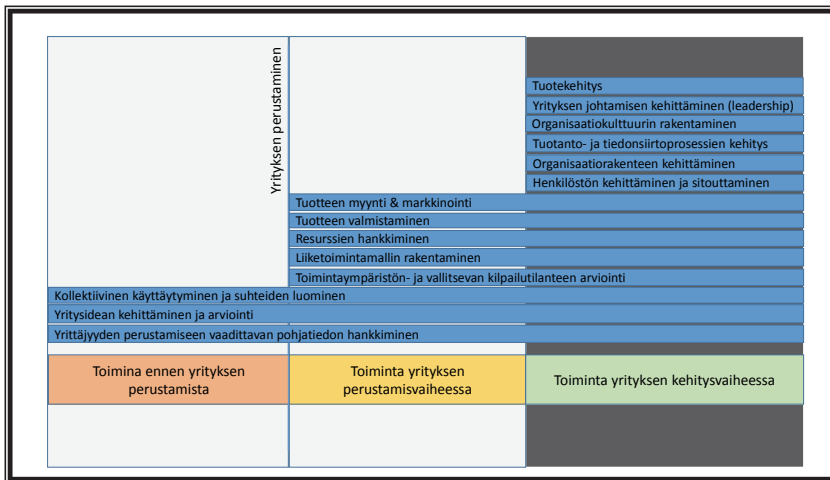 Yrityksen perustaminen
Tuotekehitys
Yrityksen johtamisen kehittäminen (leadership)
Organisaatiokulttuurin rakentaminen
Tuotanto- ja tiedonsiirtoprosessien kehitys
Organisaatiorakenteen kehittäminen
Henkilöstön kehittäminen ja sitouttaminen
Tuotteen myynti & markkinointi
Tuotteen valmistaminen
Resurssien hankkiminen
Liiketoimintamallin rakentaminen
Toimintaympäristön- ja vallitsevan kilpailutilanteen arviointi
Kollektiivinen käyttäytyminen ja suhteiden luominen
Yritysidean kehittäminen ja arviointi
Yrittäjyyden perustamiseen vaadittavan pohjatiedon hankkiminen
Toimina ennen yrityksen
perustamista
Toiminta yrityksen
perustamisvaiheessa
Toiminta yrityksen kehitysvaiheessa